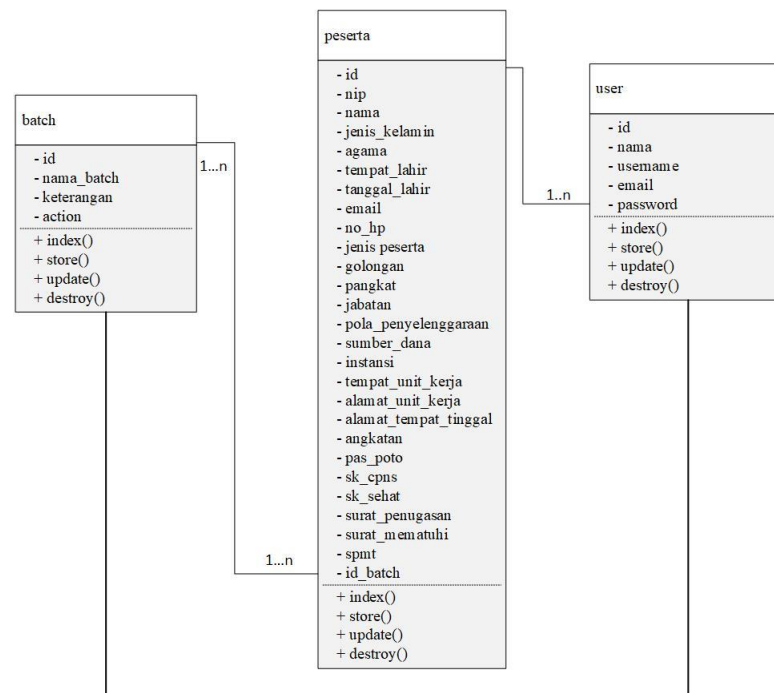 batch
- id
- nama_batch
- keterangan
- action
+ index()
+ store()
+ update()
+ destroy()
1...n
1...n
peserta
- id
- nip
- nama
- jenis_kelamin
- agama
- tempat_lahir
- tanggal_lahir
- email
- no_hp
- jenis peserta
- golongan
- pangkat
- jabatan
- pola_penyelenggaraan
- sumber_dana
- instansi
- tempat_unit_kerja
- alamat_unit_kerja
- alamat_tempat_tinggal
- angkatan
- pas_poto
- sk_cpns
- sk_sehat
- surat_penugasan
- surat_mematuhi
- spmt
- id_batch
+ index()
+ store()
+ update()
+ destroy()
1..n
user
- id
- nama
- username
- email
- password
+ index()
+ store()
+ update()
+ destroy()